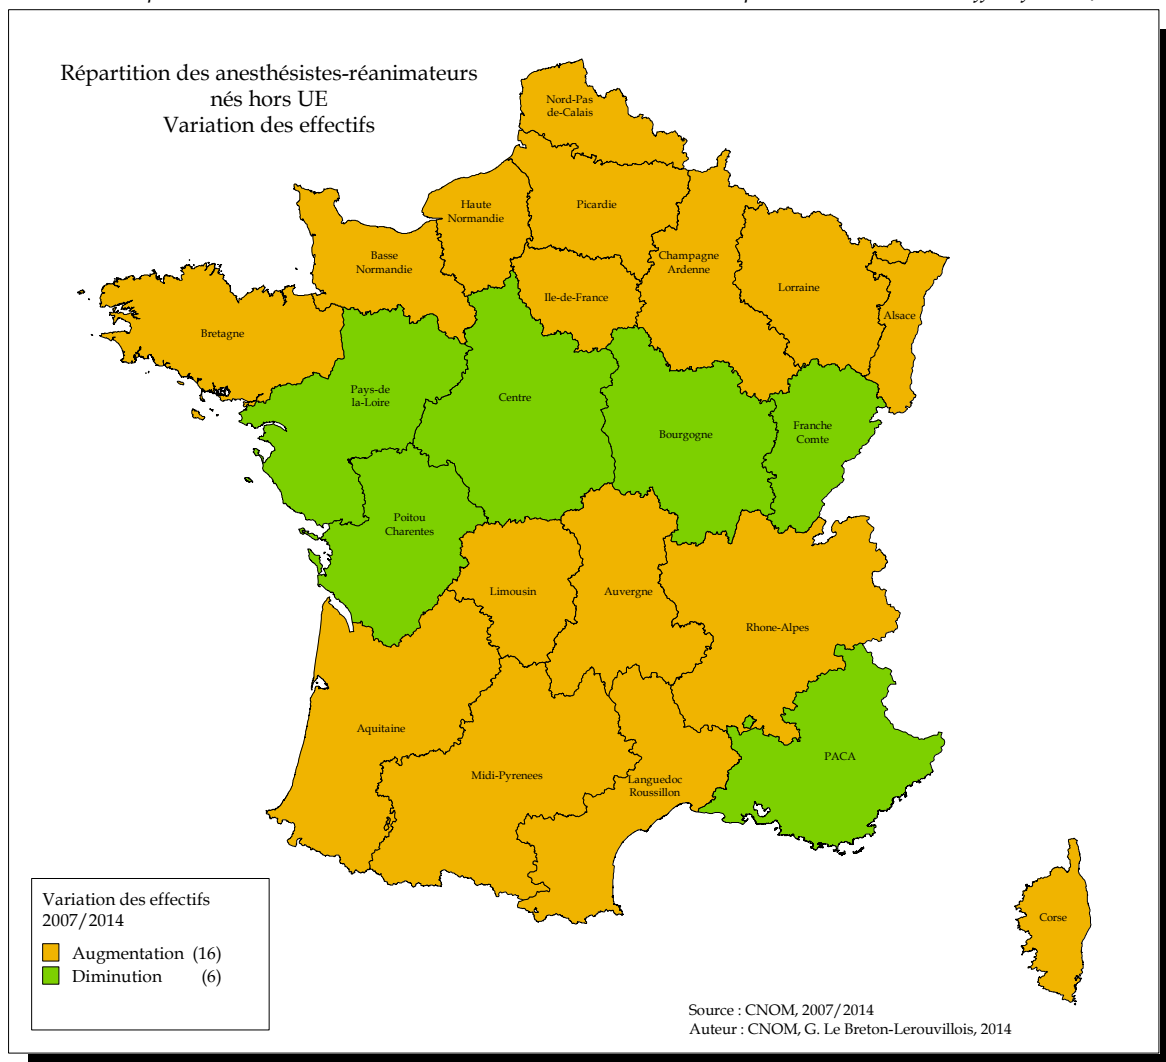 Répartition des anesthésistes-réanimateurs
nés hors UE
Variation des effectifs
Nord-Pas
de-Calais
Haute
Normandie
Picardie
Basse
Normandie
Champagne
Ardenne
Lorraine
Ile-de-France
Alsace
Bretagne
Pays-de
la-Loire
Centre
Bourgogne
Franche
Comte
Poitou
Charentes
Limousin
Auvergne
Rhone-Alpes
Aquitaine
Midi-Pyrenees
Languedoc
Roussillon
PACA
Corse
Variation des effectifs
2007/2014
Augmentation (16)
Diminution (6)
Source : CNOM, 2007/2014
Auteur : CNOM, G. Le Breton-Lerouvillois, 2014